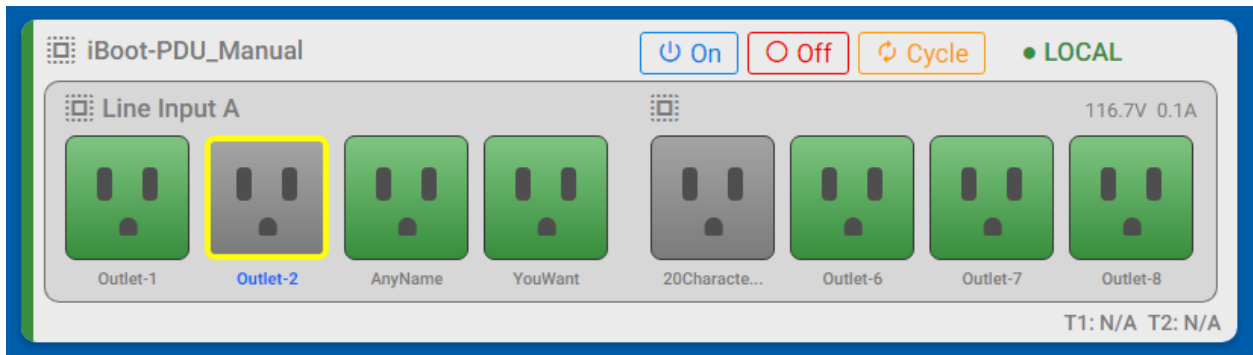 iBoot-PDU_Manual On Off Cycle LOCAL
Line Input A 116.7V 0.1A
Outlet-1 Outlet-2 AnyName YouWant 20Characte... Outlet-6 Outlet-7 Outlet-8
T1: N/A T2: N/A